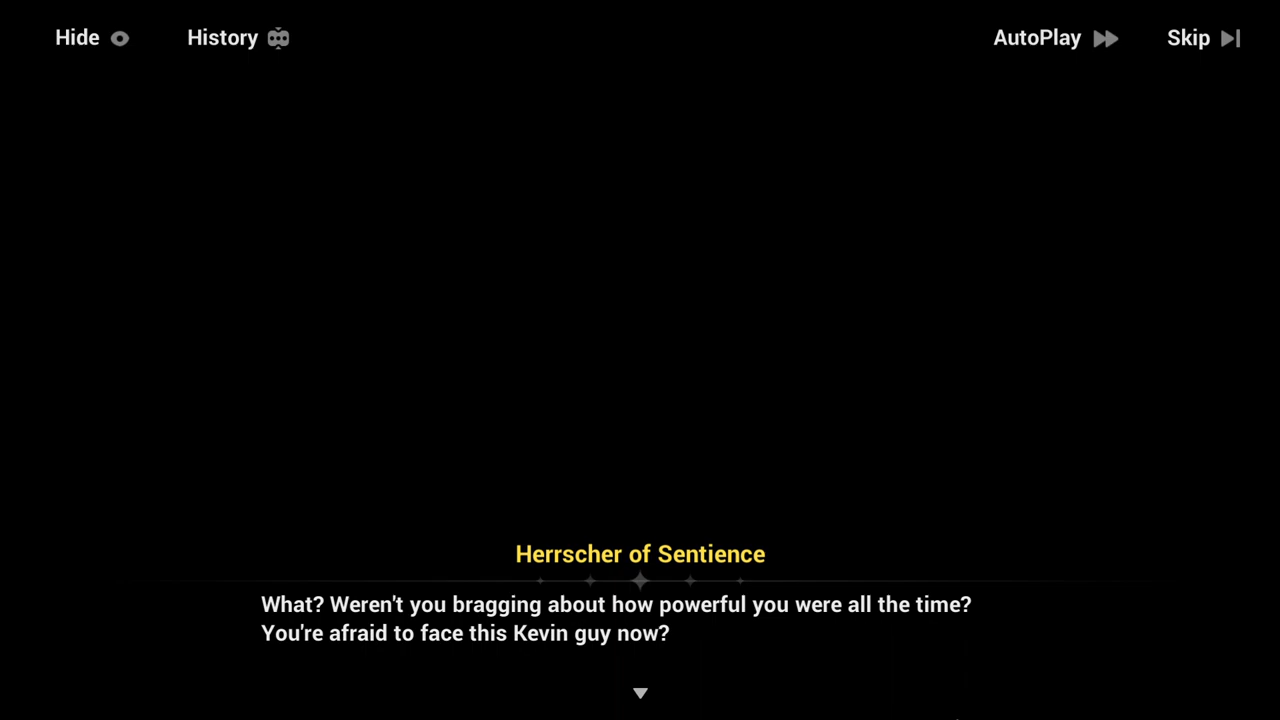 Hide
History
AutoPlay
Skip
Herrscher of Sentience
What? Weren't you bragging about how powerful you were all the time?
You're afraid to face this Kevin guy now?